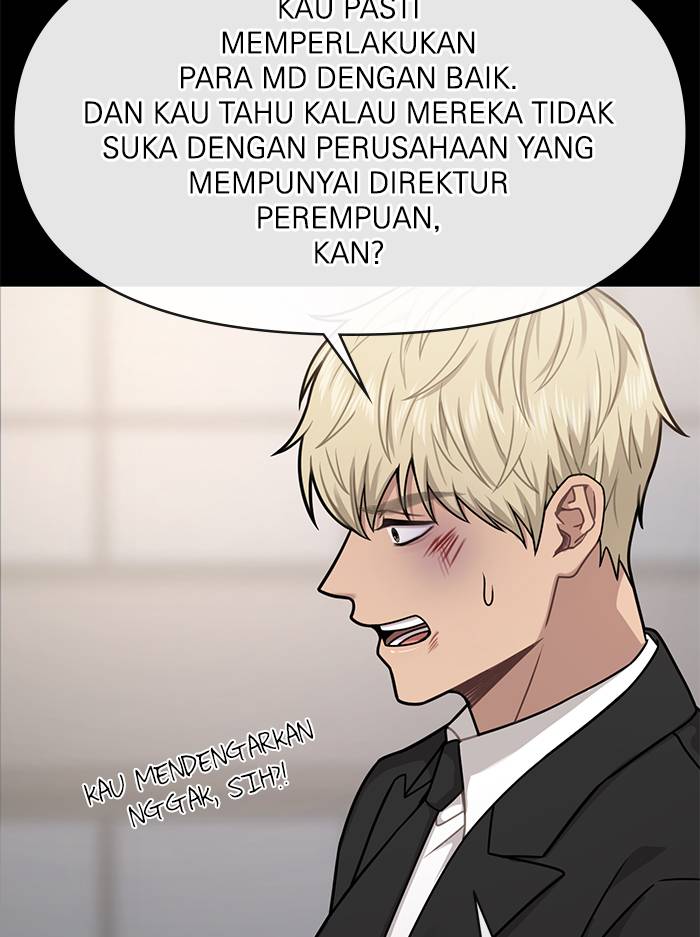 KAU PASTI
MEMPERLAKUKAN
PARA MD DENGAN BAIK.
DAN KAU TAHU KALAU MEREKA TIDAK
SUKA DENGAN PERUSAHAAN YANG
MEMPUNYAI DIREKTUR
PEREMPUAN,
KAN?
KAU MENDENGARKAN
NGGAK, SIH?!